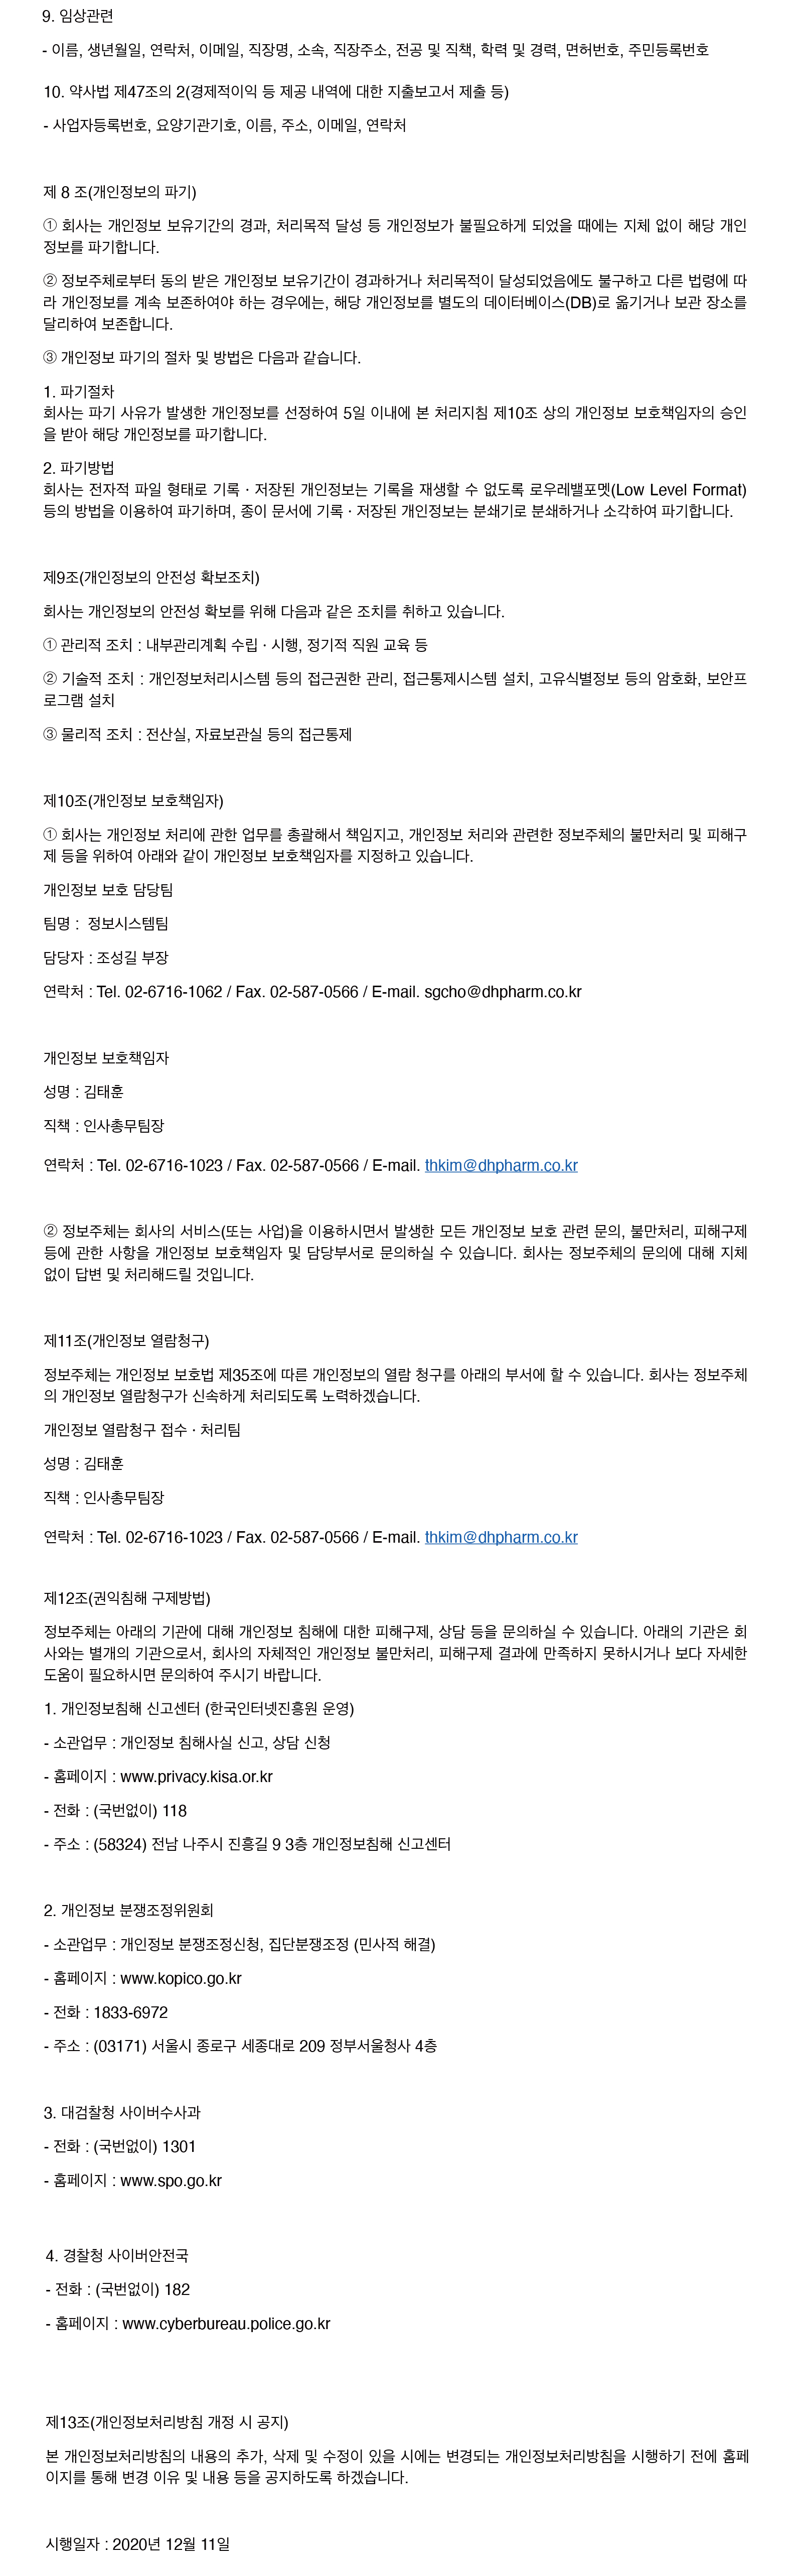 9. 임상관련
- 이름, 생년월일, 연락처, 이메일, 직장명, 소속, 직장주소, 전공 및 직책, 학력 및 경력, 면허번호, 주민등록번호
10. 약사법 제47조의 2(경제적이익 등 제공 내역에 대한 지출보고서 제출 등)
- 사업자등록번호, 요양기관기호, 이름, 주소, 이메일, 연락처
제 8 조(개인정보의 파기)
① 회사는 개인정보 보유기간의 경과, 처리목적 달성 등 개인정보가 불필요하게 되었을 때에는 지체 없이 해당 개인
정보를 파기합니다.
② 정보주체로부터 동의 받은 개인정보 보유기간이 경과하거나 처리목적이 달성되었음에도 불구하고 다른 법령에 따
라 개인정보를 계속 보존하여야 하는 경우에는, 해당 개인정보를 별도의 데이터베이스(DB)로 옮기거나 보관 장소를
달리하여 보존합니다.
③ 개인정보 파기의 절차 및 방법은 다음과 같습니다.
1. 파기절차
회사는 파기 사유가 발생한 개인정보를 선정하여 5일 이내에 본 처리지침 제10조 상의 개인정보 보호책임자의 승인
을 받아 해당 개인정보를 파기합니다.
2. 파기방법
회사는 전자적 파일 형태로 기록 · 저장된 개인정보는 기록을 재생할 수 없도록 로우레밸포멧(Low Level Format)
등의 방법을 이용하여 파기하며, 종이 문서에 기록 · 저장된 개인정보는 분쇄기로 분쇄하거나 소각하여 파기합니다.
제9조(개인정보의 안전성 확보조치)
회사는 개인정보의 안전성 확보를 위해 다음과 같은 조치를 취하고 있습니다.
① 관리적 조치 : 내부관리계획 수립 · 시행, 정기적 직원 교육 등
② 기술적 조치 : 개인정보처리시스템 등의 접근권한 관리, 접근통제시스템 설치, 고유식별정보 등의 암호화, 보안프
로그램 설치
③ 물리적 조치 : 전산실, 자료보관실 등의 접근통제
제10조(개인정보 보호책임자)
① 회사는 개인정보 처리에 관한 업무를 총괄해서 책임지고, 개인정보 처리와 관련한 정보주체의 불만처리 및 피해구
제 등을 위하여 아래와 같이 개인정보 보호책임자를 지정하고 있습니다.
개인정보 보호 담당팀
팀명 :  정보시스템팀
담당자 : 조성길 부장
연락처 : Tel. 02-6716-1062 / Fax. 02-587-0566 / E-mail. sgcho@dhpharm.co.kr
개인정보 보호책임자
성명 : 김태훈
직책 : 인사총무팀장
연락처 : Tel. 02-6716-1023 / Fax. 02-587-0566 / E-mail. thkim@dhpharm.co.kr
② 정보주체는 회사의 서비스(또는 사업)을 이용하시면서 발생한 모든 개인정보 보호 관련 문의, 불만처리, 피해구제
등에 관한 사항을 개인정보 보호책임자 및 담당부서로 문의하실 수 있습니다. 회사는 정보주체의 문의에 대해 지체
없이 답변 및 처리해드릴 것입니다.
제11조(개인정보 열람청구)
정보주체는 개인정보 보호법 제35조에 따른 개인정보의 열람 청구를 아래의 부서에 할 수 있습니다. 회사는 정보주체
의 개인정보 열람청구가 신속하게 처리되도록 노력하겠습니다.
개인정보 열람청구 접수 · 처리팀
성명 : 김태훈
직책 : 인사총무팀장
연락처 : Tel. 02-6716-1023 / Fax. 02-587-0566 / E-mail. thkim@dhpharm.co.kr
제12조(권익침해 구제방법)
정보주체는 아래의 기관에 대해 개인정보 침해에 대한 피해구제, 상담 등을 문의하실 수 있습니다. 아래의 기관은 회
사와는 별개의 기관으로서, 회사의 자체적인 개인정보 불만처리, 피해구제 결과에 만족하지 못하시거나 보다 자세한
도움이 필요하시면 문의하여 주시기 바랍니다.
1. 개인정보침해 신고센터 (한국인터넷진흥원 운영)
- 소관업무 : 개인정보 침해사실 신고, 상담 신청
- 홈페이지 : www.privacy.kisa.or.kr
- 전화 : (국번없이) 118
- 주소 : (58324) 전남 나주시 진흥길 9 3층 개인정보침해 신고센터
2. 개인정보 분쟁조정위원회
- 소관업무 : 개인정보 분쟁조정신청, 집단분쟁조정 (민사적 해결)
- 홈페이지 : www.kopico.go.kr
- 전화 : 1833-6972
- 주소 : (03171) 서울시 종로구 세종대로 209 정부서울청사 4층
3. 대검찰청 사이버수사과
- 전화 : (국번없이) 1301
- 홈페이지 : www.spo.go.kr
4. 경찰청 사이버안전국
- 전화 : (국번없이) 182
- 홈페이지 : www.cyberbureau.police.go.kr
제13조(개인정보처리방침 개정 시 공지)
본 개인정보처리방침의 내용의 추가, 삭제 및 수정이 있을 시에는 변경되는 개인정보처리방침을 시행하기 전에 홈페
이지를 통해 변경 이유 및 내용 등을 공지하도록 하겠습니다.
시행일자 : 2020년 12월 11일